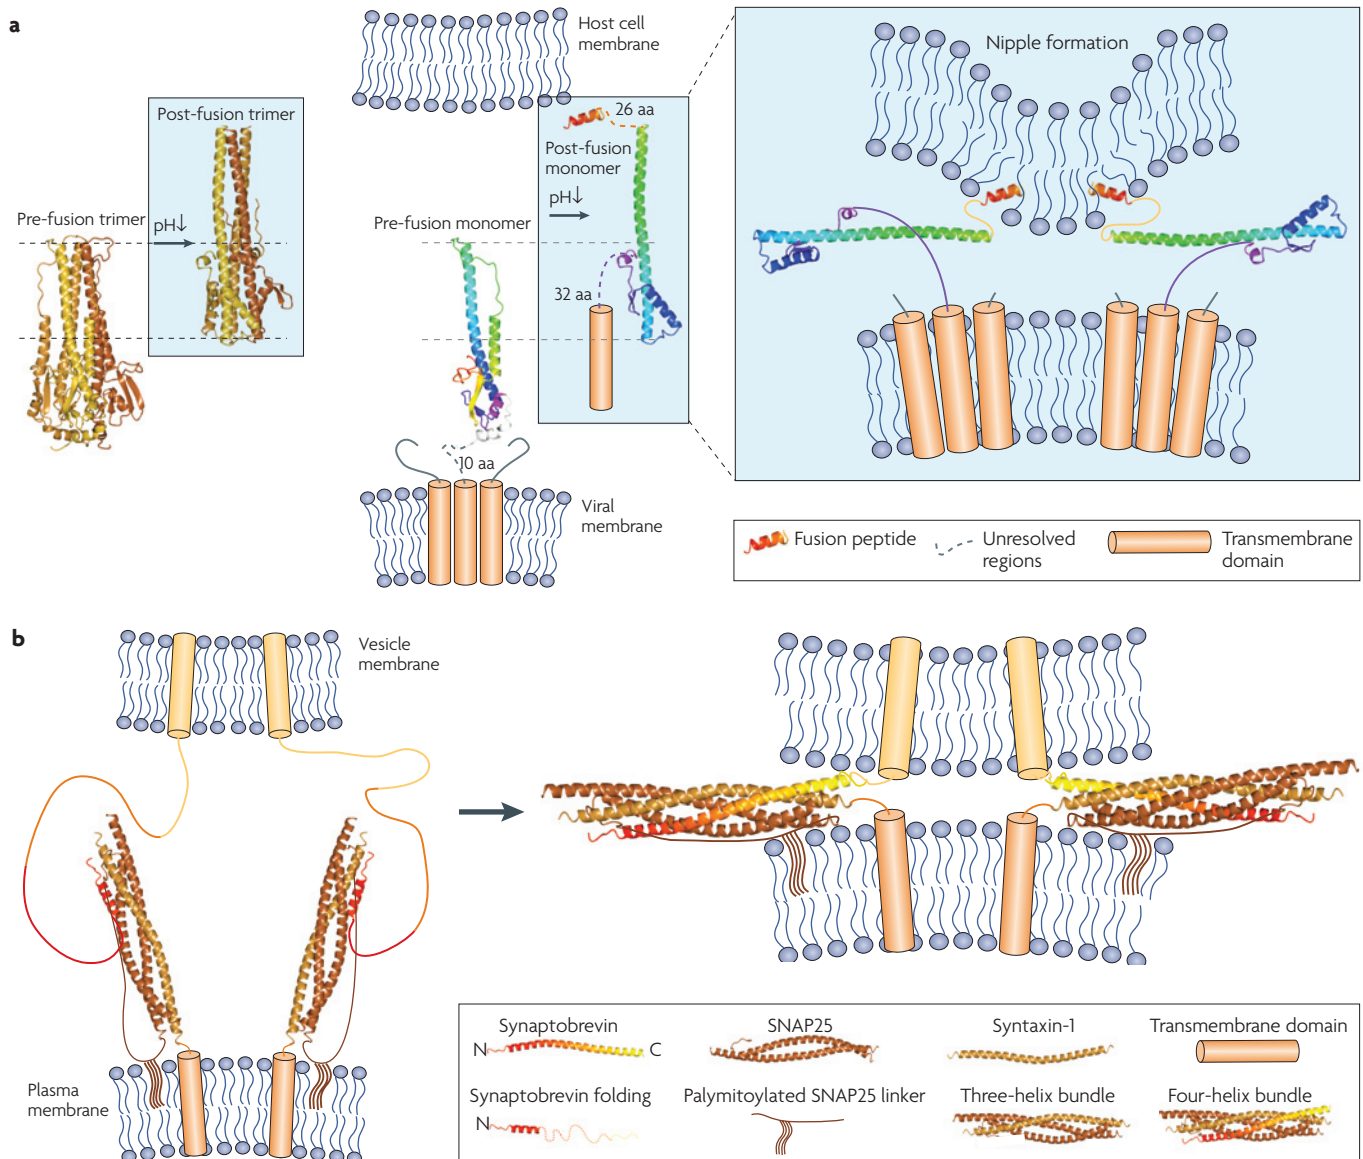 a
Host cell
membrane
Nipple formation
Post-fusion trimer
26 aa
Post-fusion
monomer
pH↓
Pre-fusion trimer
pH↓
Pre-fusion monomer
32 aa
10 aa
Viral
membrane
Fusion peptide
Unresolved
regions
Transmembrane
domain
b
Vesicle
membrane
Plasma
membrane
Synaptobrevin
N
C
SNAP25
Syntaxin-1
Transmembrane domain
Synaptobrevin folding
N
Palymitoylated SNAP25 linker
Three-helix bundle
Four-helix bundle